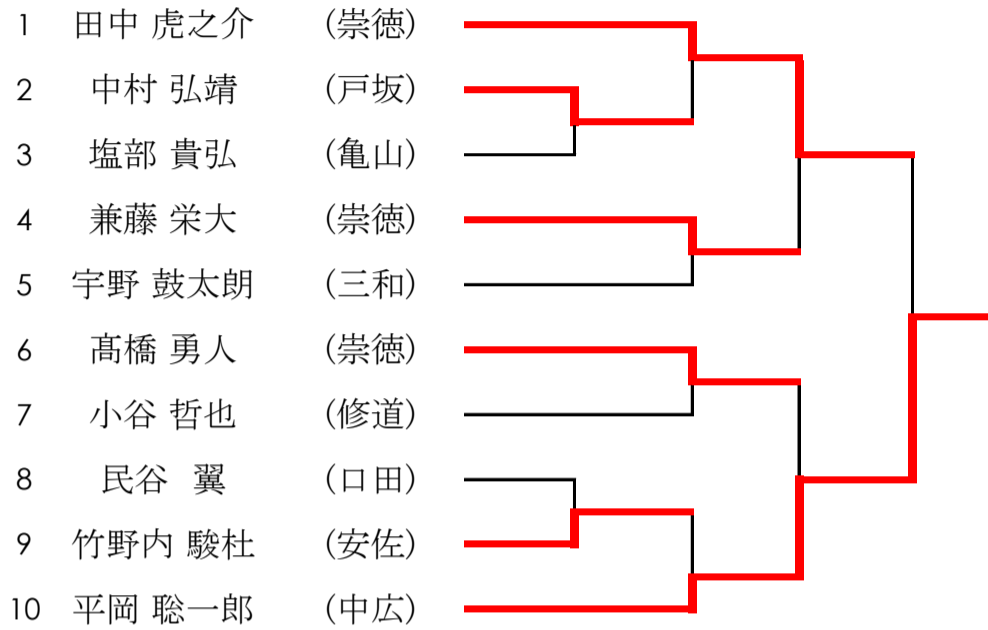 1 田中 虎之介 (崇徳)
2 中村 弘靖 (戸坂)
3 塩部 貴弘 (亀山)
4 兼藤 栄大 (崇徳)
5 宇野 鼓太朗 (三和)
6 髙橋 勇人 (崇徳)
7 小谷 哲也 (修道)
8 民谷 翼 (口田)
9 竹野内 駿杜 (安佐)
10 平岡 聡一郎 (中広)